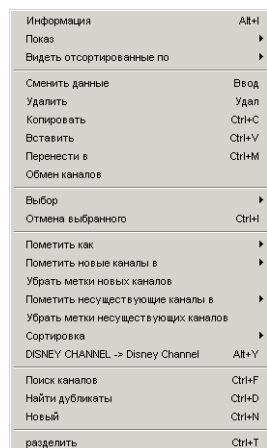 Информация Alt+I
Показ
Видеть отсортированные по
Сменить данные Ввод
Удалить Удал
Копировать Ctrl+C
Вставить Ctrl+V
Перенести в Ctrl+M
Обмен каналов
Выбор
Отмена выбранного Ctrl+I
Пометить как
Пометить новые каналы в
Убрать метки новых каналов
Пометить несуществующие каналы в
Убрать метки несуществующих каналов
Сортировка
DISNEY CHANNEL -> Disney Channel Alt+Y
Поиск каналов Ctrl+F
Найти дубликаты Ctrl+D
Новый Ctrl+N
разделить Ctrl+T